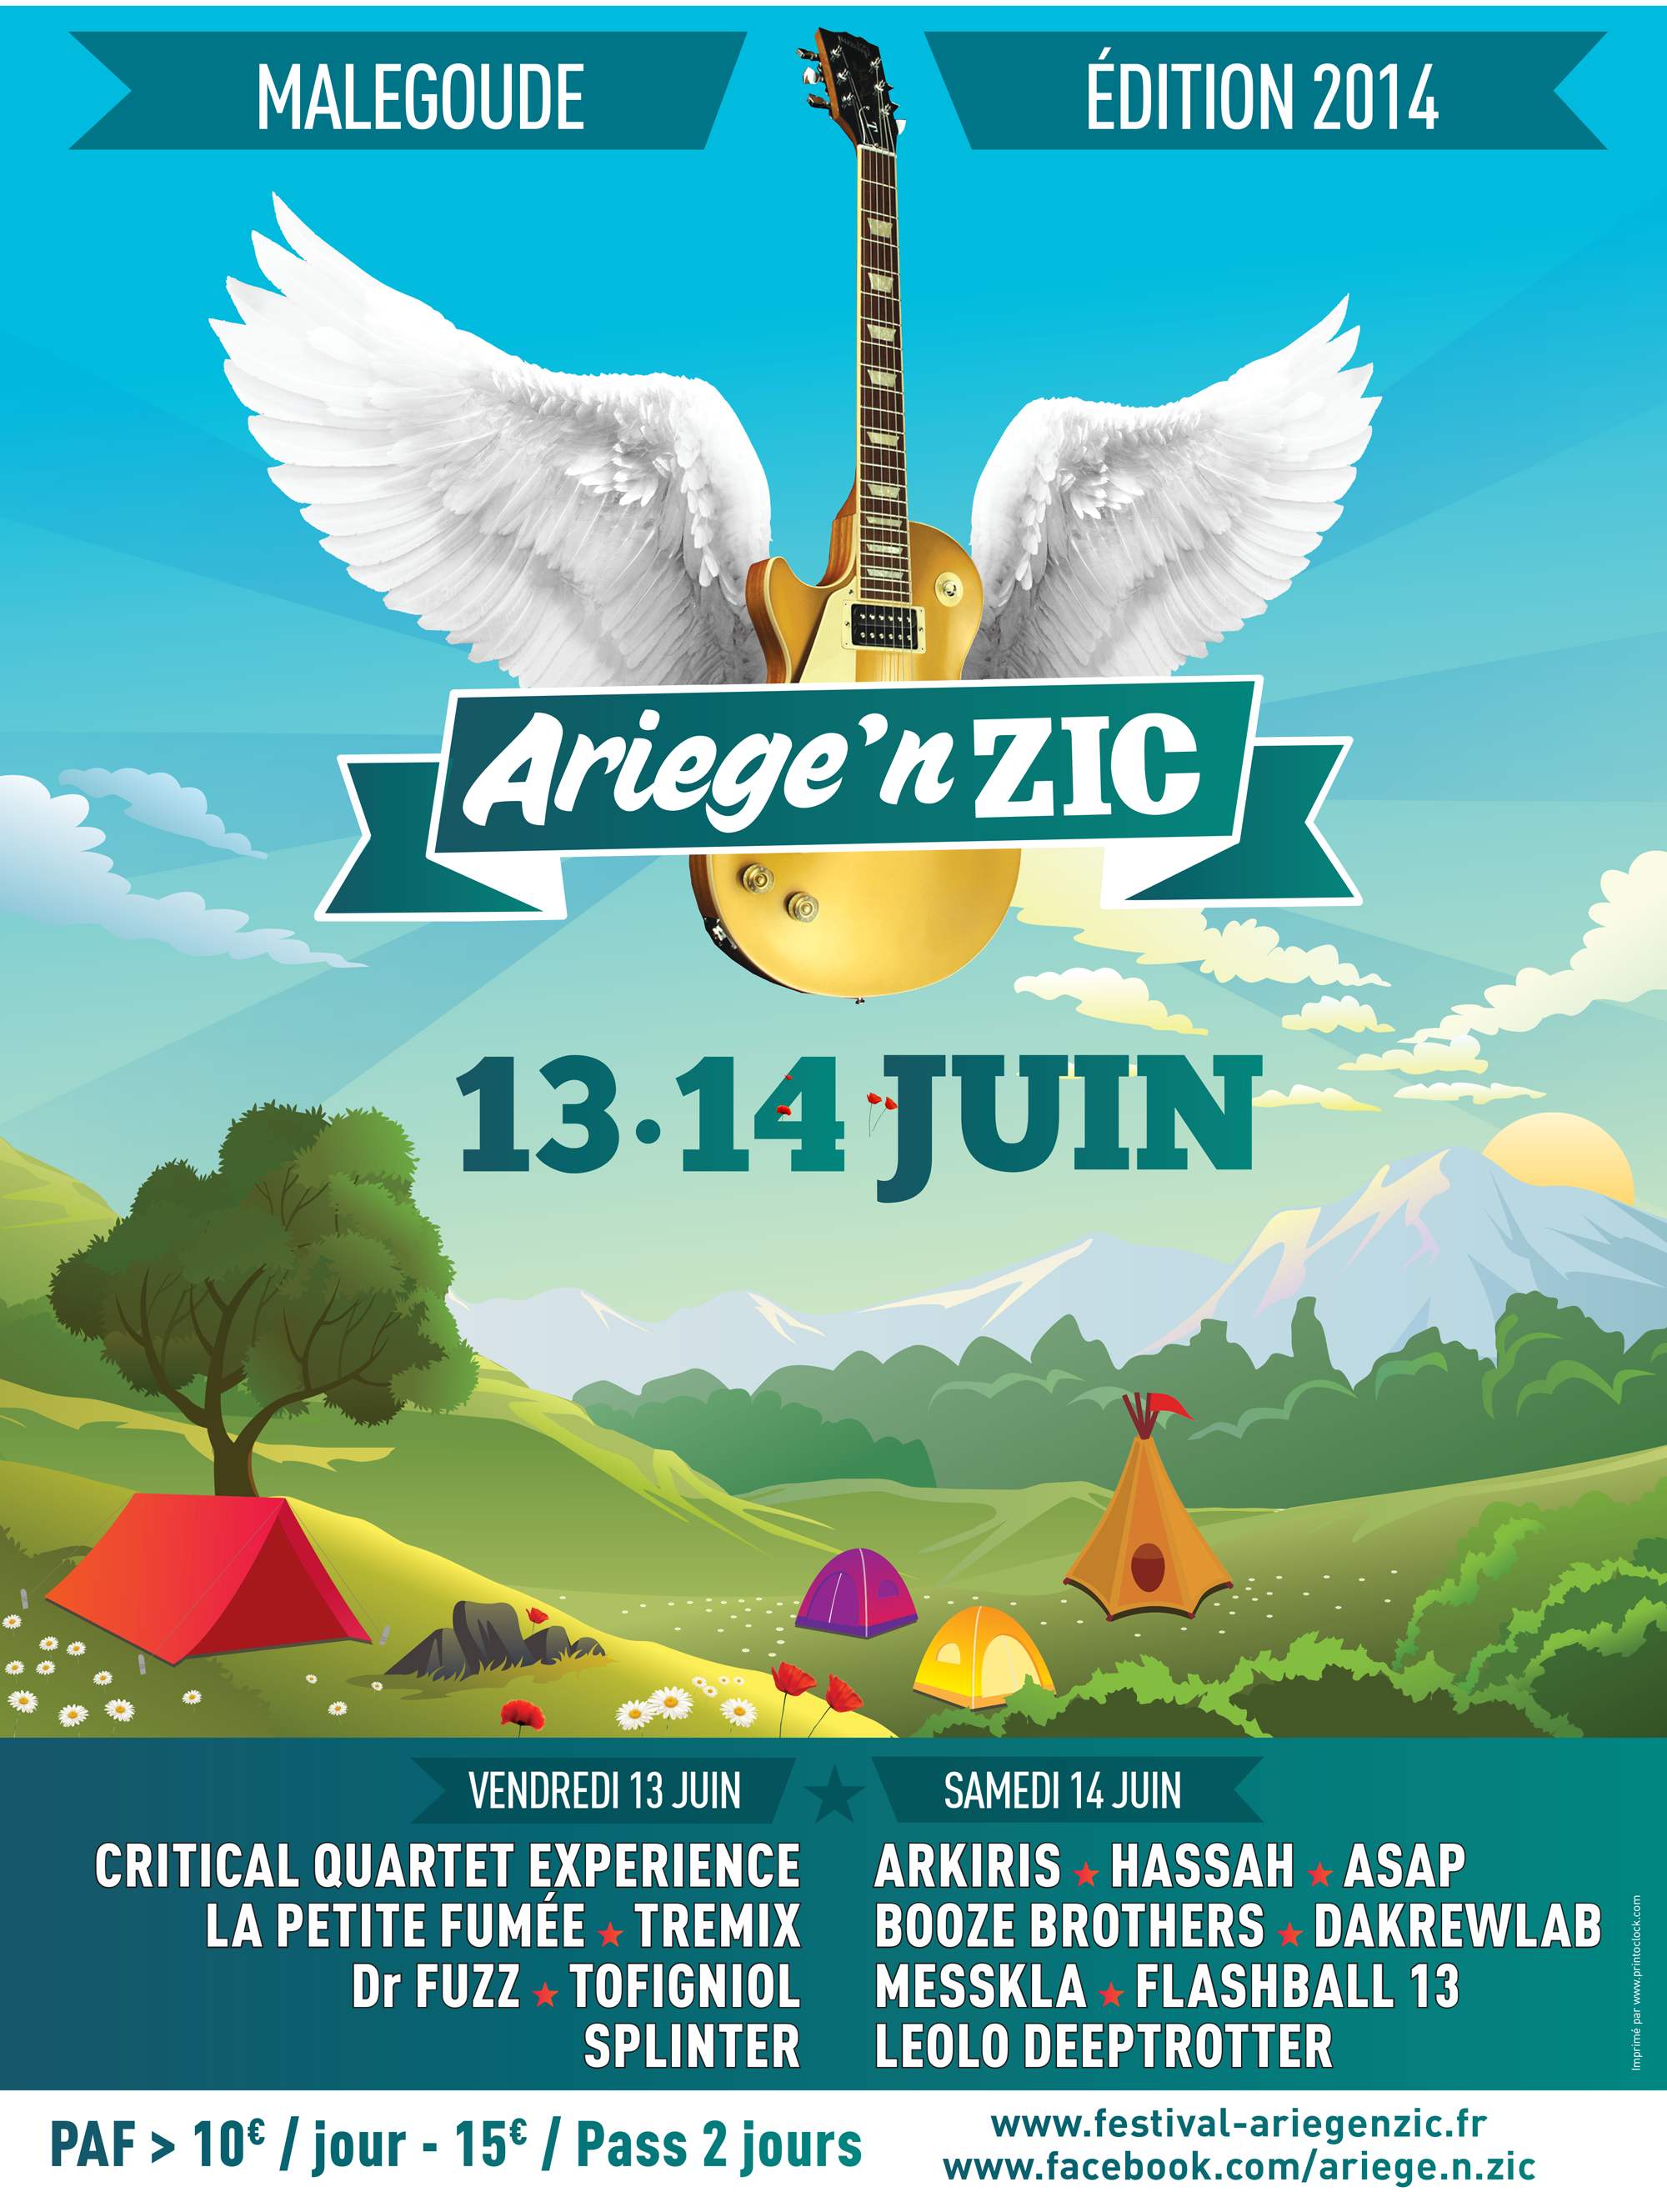 MALEGOUDE
ÉDITION 2014
Ariege'n ZIC
13·14 JUIN
VENDREDI 13 JUIN
CRITICAL QUARTET EXPERIENCE
LA PETITE FUMÉE ★ TREMIX
Dr FUZZ ★ TOFIGNIOL
SPLINTER
SAMEDI 14 JUIN
ARKIRIS ★ HASSAH ★ ASAP
BOOZE BROTHERS ★ DAKREWLAB
MESSKLA ★ FLASHBALL 13
LEOLO DEEPTROTTER
Imprimé par www.printoclock.com
PAF > 10€ / jour - 15€ / Pass 2 jours
www.festival-ariegenzic.fr
www.facebook.com/ariege.n.zic